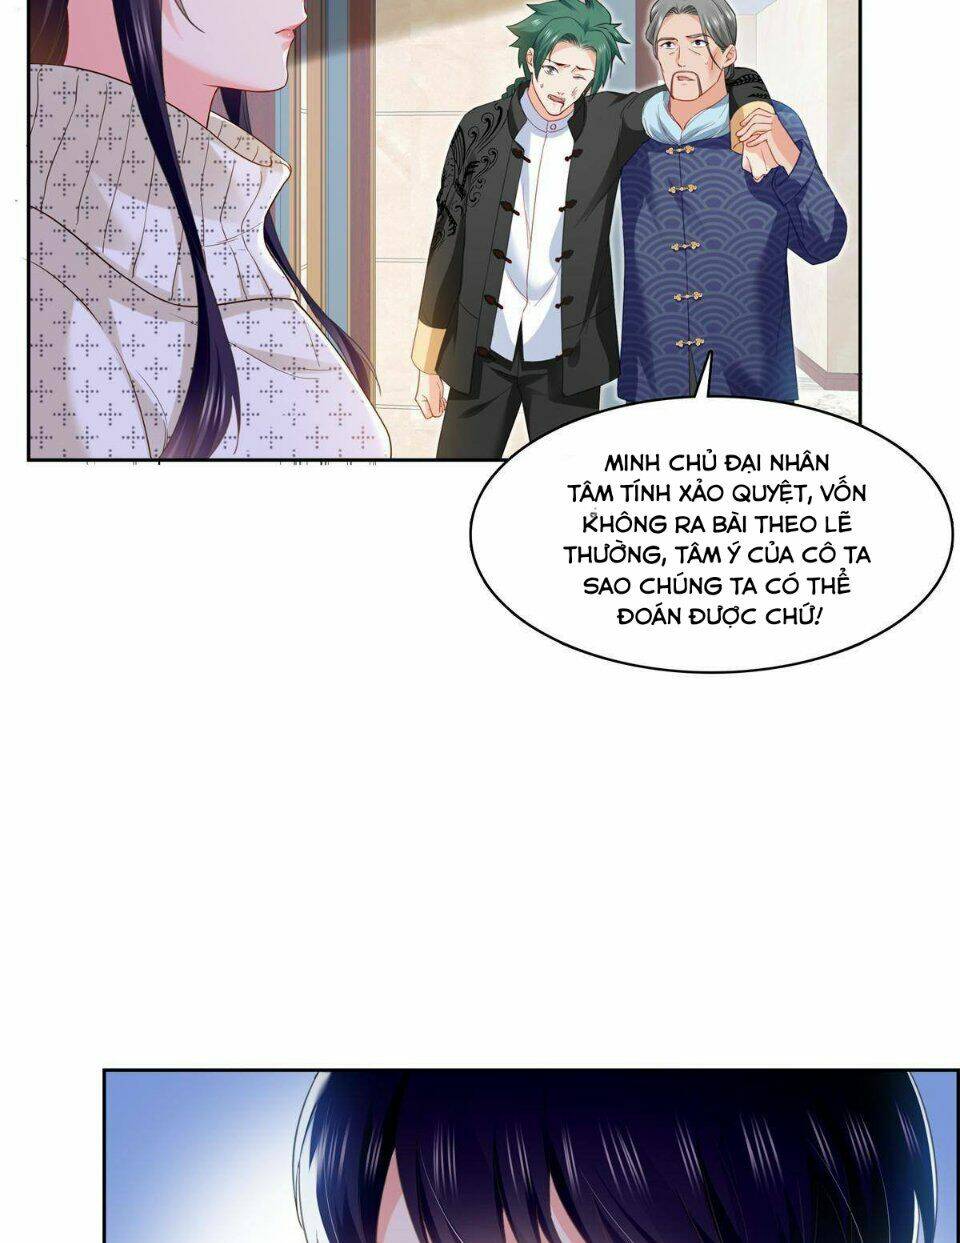 MINH CHỦ ĐẠI NHÂN
TÂM TÍNH XẢO QUYỆT, VỐN
KHÔNG RA BÀI THEO LẼ
THƯỜNG, TÂM Ý CỦA CÔ TA
SAO CHÚNG TA CÓ THỂ
ĐOÁN ĐƯỢC CHỨ!